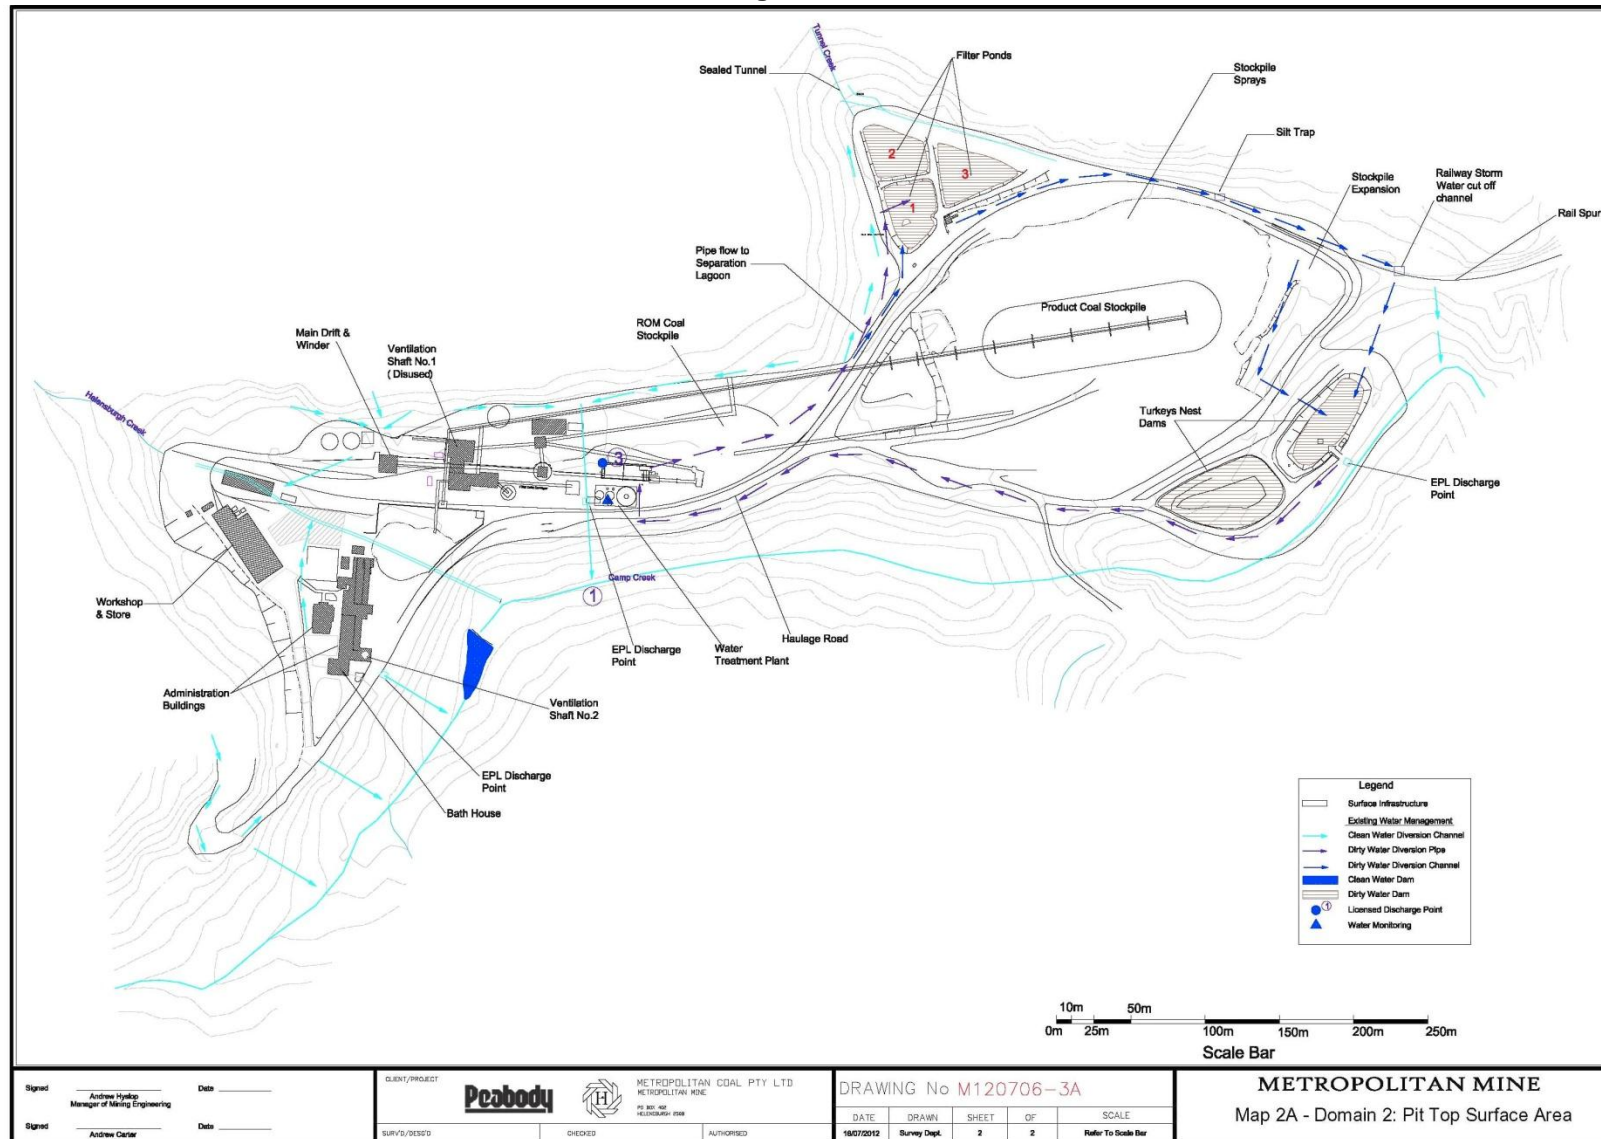 Tunnel Creek
Filter Ponds
Sealed Tunnel
Stockpile
Sprays
Silt Trap
2
3
1
Stockpile
Expansion
Railway Storm
Water cut off
channel
Rail Spur
Pipe flow to
Separation
Lagoon
Product Coal Stockpile
ROM Coal
Stockpile
Main Drift &
Winder
Ventilation
Shaft No.1
( Disused)
Helensburgh Creek
Turkeys Nest
Dams
3
EPL Discharge
Point
Camp Creek
1
Workshop
& Store
Haulage Road
EPL Discharge
Point
Water
Treatment Plant
Administration
Buildings
Ventilation
Shaft No.2
EPL Discharge
Point
Bath House
Legend
Surface Infrastructure
Existing Water Management
Clean Water Diversion Channel
Dirty Water Diversion Pipe
Dirty Water Diversion Channel
Clean Water Dam
Dirty Water Dam
1 Licensed Discharge Point
Water Monitoring
10m 50m
0m 25m 100m 150m 200m 250m
Scale Bar
Signed Date
Andrew Hyslop
Manager of Mining Engineering
Signed Date
Andrew Carter
CLIENT/PROJECT
Peabody
H
METROPOLITAN COAL PTY LTD
METROPOLITAN MINE
PO BOX 402
HELENSBURGH 2508
SURV'D/DESG'D CHECKED AUTHORISED
DRAWING No M120706-3A
DATE DRAWN SHEET OF SCALE
18/07/2012 Survey Dept. 2 2 Refer To Scale Bar
METROPOLITAN MINE
Map 2A - Domain 2: Pit Top Surface Area